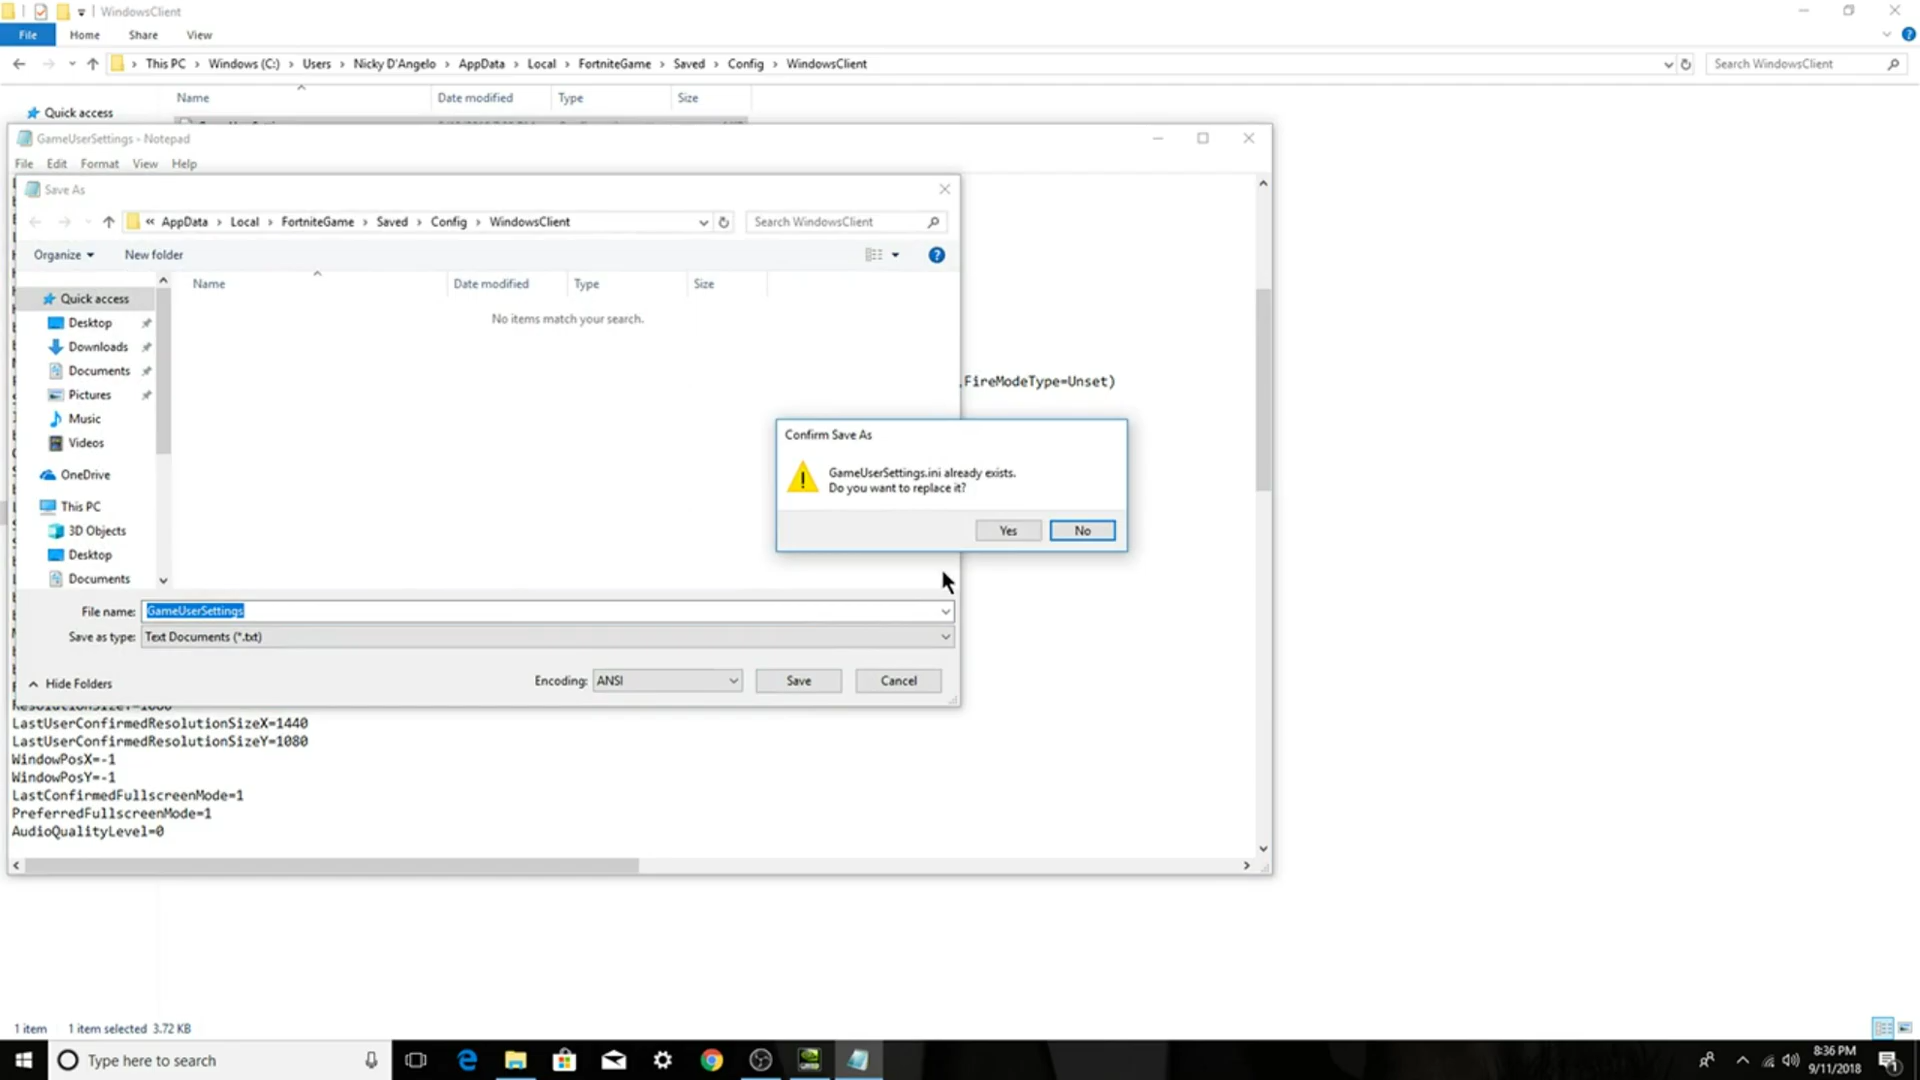 WindowsClient
File Home Share View
This PC Windows (C:) Users Nicky D'Angelo AppData Local FortniteGame Saved Config WindowsClient
Search WindowsClient
Name Date modified Type Size
Quick access
GameUserSettings - Notepad
File Edit Format View Help
Save As
« AppData Local FortniteGame Saved Config WindowsClient
Search WindowsClient
Organize New folder
Name Date modified Type Size
No items match your search.
Quick access
Desktop
Downloads
Documents
Pictures
Music
Videos
OneDrive
This PC
3D Objects
Desktop
Documents
,FireModeType=Unset)
Confirm Save As
GameUserSettings.ini already exists.
Do you want to replace it?
Yes No
File name: GameUserSettings
Save as type: Text Documents (*.txt)
Hide Folders
Encoding: ANSI Save Cancel
LastUserConfirmedResolutionSizeX=1440
LastUserConfirmedResolutionSizeY=1080
WindowPosX=-1
WindowPosY=-1
LastConfirmedFullscreenMode=1
PreferredFullscreenMode=1
AudioQualityLevel=0
1 item 1 item selected 3.72 KB
Type here to search
8:36 PM
9/11/2018